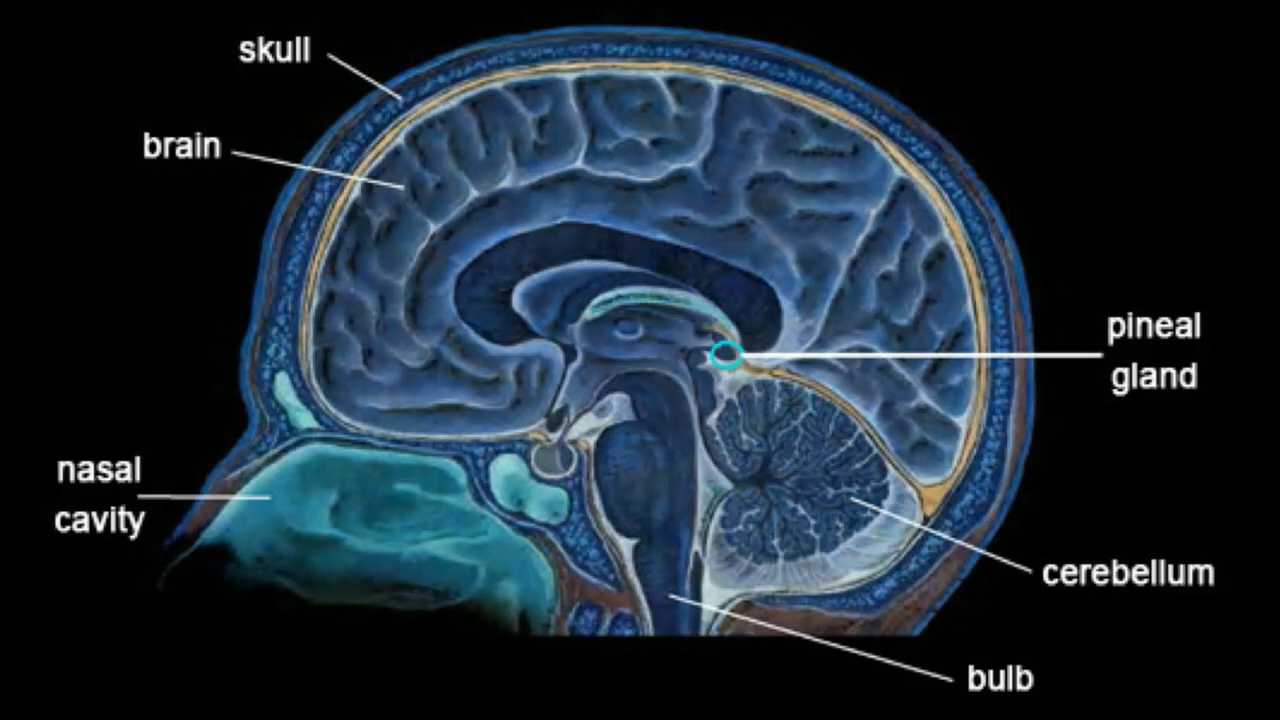 skull
brain
pineal
gland
nasal
cavity
cerebellum
bulb